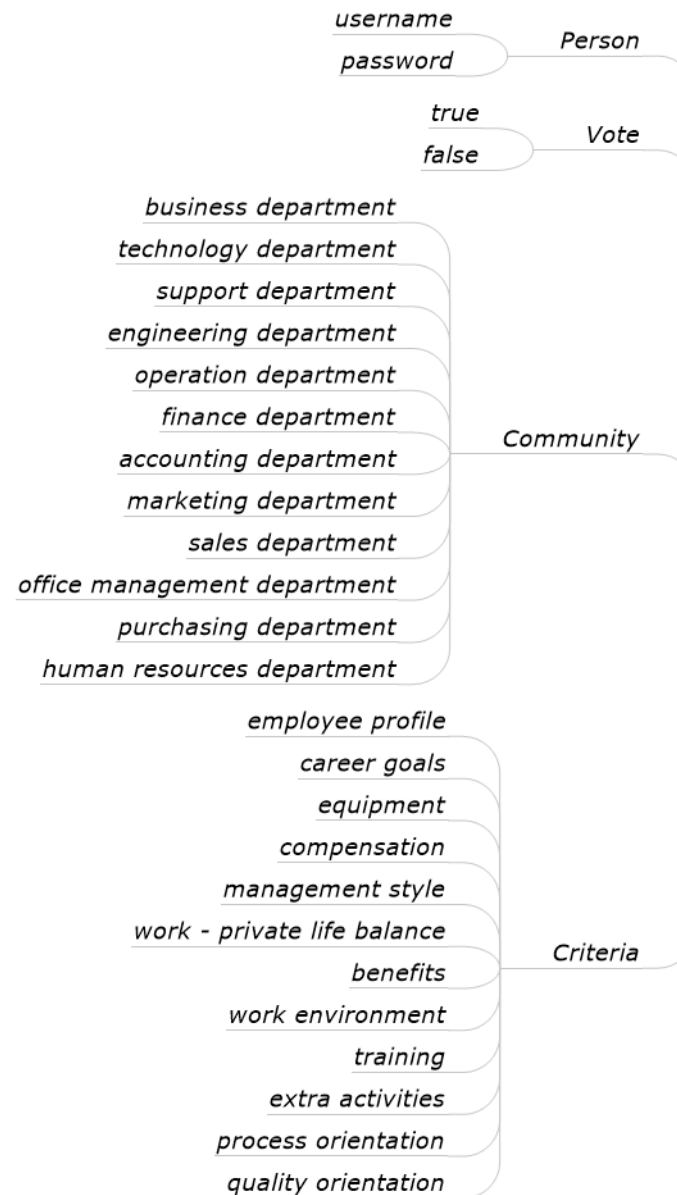 username
password
Person
true
false
Vote
business department
technology department
support department
engineering department
operation department
finance department
accounting department
marketing department
sales department
office management department
purchasing department
human resources department
Community
employee profile
career goals
equipment
compensation
management style
work - private life balance
benefits
work environment
training
extra activities
process orientation
quality orientation
Criteria